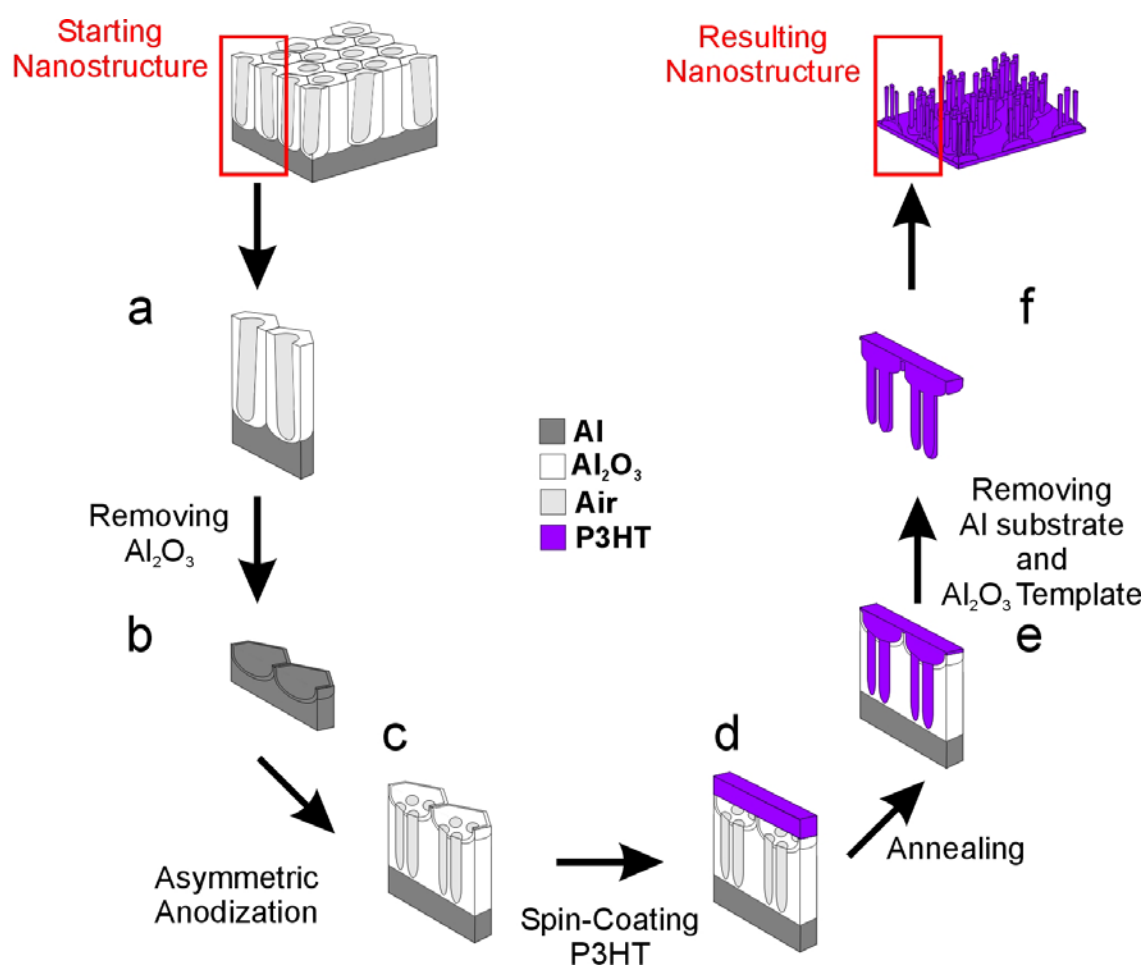 Starting
Nanostructure
Resulting
Nanostructure
a
f
Al
Al₂O₃
Air
P3HT
Removing
Al₂O₃
Removing
Al substrate
and
Al₂O₃ Template
b
e
c
d
Annealing
Asymmetric
Anodization
Spin-Coating
P3HT